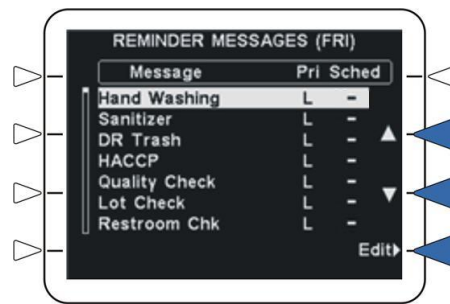 REMINDER MESSAGES (FRI)
Message Pri Sched
Hand Washing L -
Sanitizer L -
DR Trash L -
HACCP L -
Quality Check L -
Lot Check L -
Restroom Chk L -
Edit